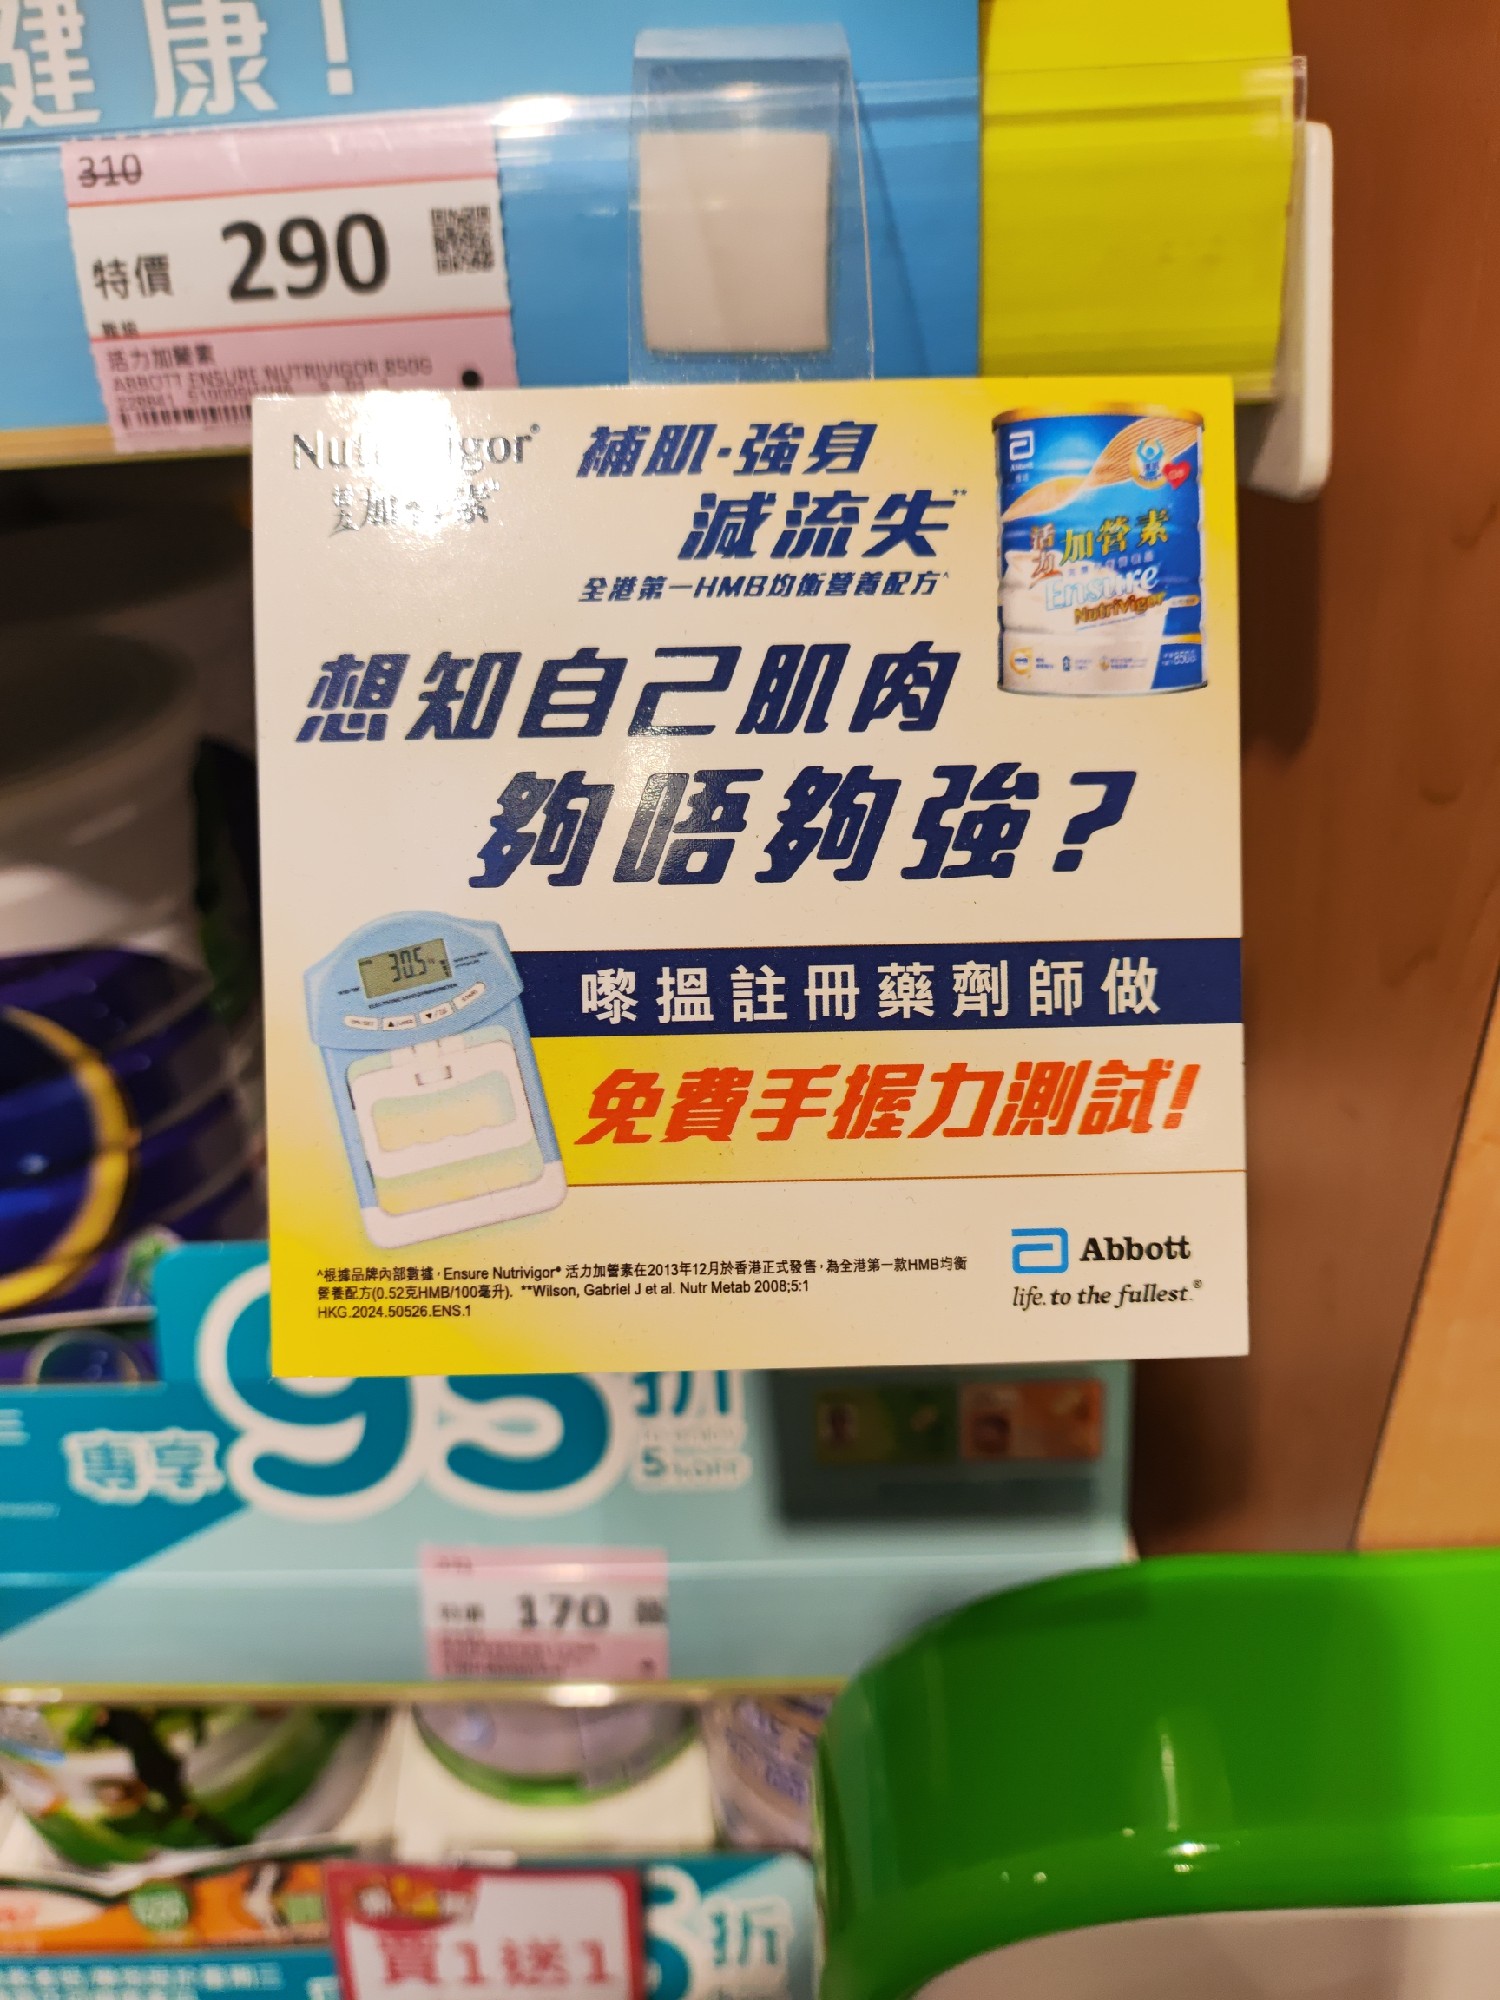 健康!
310
特價 290
活力加營素
ABBOTT ENSURE NUTRIVIGOR 850G
補肌·強身
減流失**
全港第一HMB均衡營養配方^
Abbott
活力加營素
Ensure
NutriVigor
想知自己肌肉
夠唔夠強?
30.5
嚟搵註冊藥劑師做
免費手握力測試!
^根據品牌內部數據,Ensure Nutrivigor® 活力加營素在2013年12月於香港正式發售,為全港第一款HMB均衡
營養配方(0.52克HMB/100毫升). **Wilson, Gabriel J et al. Nutr Metab 2008;5:1
HKG.2024.50526.ENS.1
Abbott
life. to the fullest.®
專享95折
170
買1送1
折